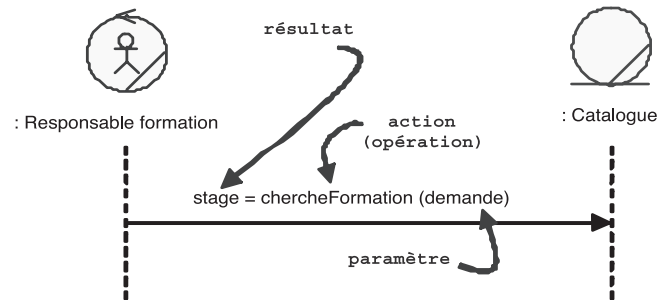 résultat
: Responsable formation
action
(opération)
: Catalogue
stage = chercheFormation (demande)
paramètre